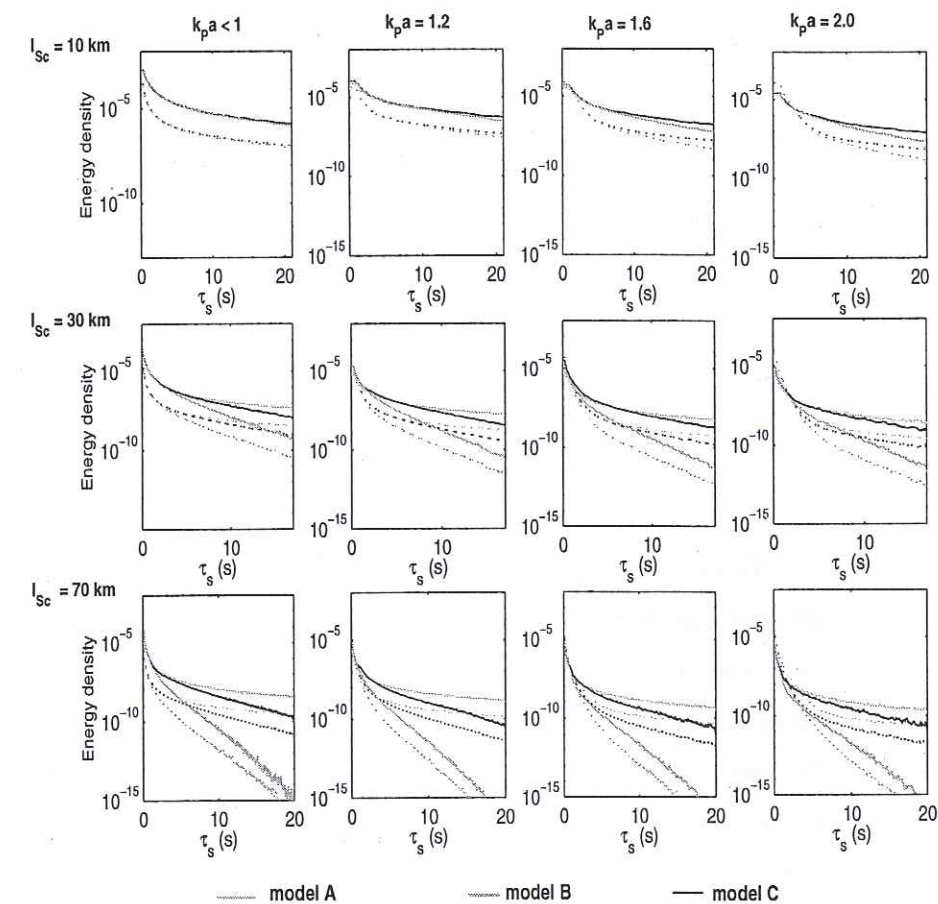 k_p a < 1
k_p a = 1.2
k_p a = 1.6
k_p a = 2.0
l_Sc = 10 km
Energy density
10^-5
10^-10
0 10 20
τ_s (s)
10^-5
10^-10
10^-15
0 10 20
τ_s (s)
10^-5
10^-10
10^-15
0 10 20
τ_s (s)
10^-5
10^-10
10^-15
0 10 20
τ_s (s)
l_Sc = 30 km
Energy density
10^-5
10^-10
0 10
τ_s (s)
10^-5
10^-10
10^-15
0 10
τ_s (s)
10^-5
10^-10
10^-15
0 10
τ_s (s)
10^-5
10^-10
10^-15
0 10
τ_s (s)
l_Sc = 70 km
Energy density
10^-5
10^-10
10^-15
0 10 20
τ_s (s)
10^-5
10^-10
10^-15
0 10 20
τ_s (s)
10^-5
10^-10
10^-15
0 10 20
τ_s (s)
10^-5
10^-10
10^-15
0 10 20
τ_s (s)
model A model B model C